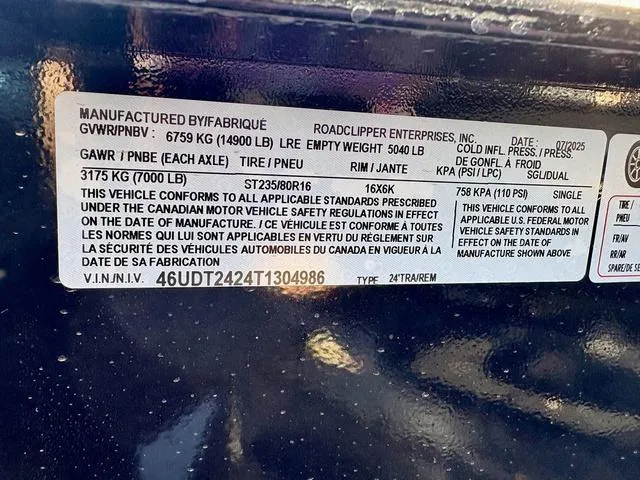 MANUFACTURED BY/FABRIQUÉ ROADCLIPPER ENTERPRISES, INC. DATE: 07/2025
GVWR/PNBV: 6759 KG (14900 LB) LRE EMPTY WEIGHT 5040 LB COLD INFL. PRESS./ PRESS.
DE GONFL. À FROID
GAWR / PNBE (EACH AXLE) TIRE / PNEU RIM / JANTE KPA (PSI / LPC) SGL/DUAL
3175 KG (7000 LB) ST235/80R16 16X6K 758 KPA (110 PSI) SINGLE
THIS VEHICLE CONFORMS TO ALL APPLICABLE STANDARDS PRESCRIBED
UNDER THE CANADIAN MOTOR VEHICLE SAFETY REGULATIONS IN EFFECT
ON THE DATE OF MANUFACTURE. / CE VÉHICULE EST CONFORME À TOUTES
LES NORMES QUI LUI SONT APPLICABLES EN VERTU DU RÈGLEMENT SUR
LA SÉCURITÉ DES VÉHICULES AUTOMOBILES DU CANADA EN VIGUEUR À LA
DATE DE SA FABRICATION
THIS VEHICLE CONFORMS TO ALL
APPLICABLE U.S. FEDERAL MOTOR
VEHICLE SAFETY STANDARDS IN
EFFECT ON THE DATE OF
MANUFACTURE SHOWN ABOVE
V.I.N./N.I.V. 46UDT2424T1304986 TYPE 24'TRA/REM
TIRE /
PNEU
FR/AV
RR/AR
SPARE/DE SE